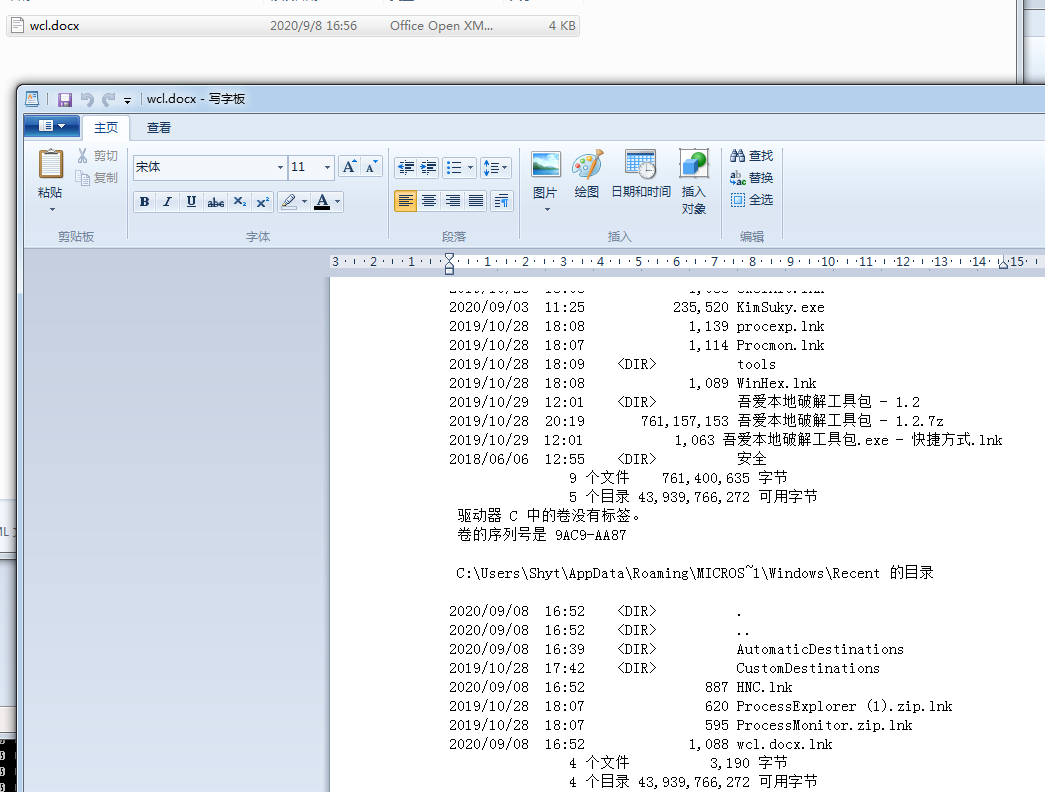 wcl.docx 2020/9/8 16:56 Office Open XM... 4 KB
wcl.docx - 写字板
主页 查看
粘贴
剪切
复制
剪贴板
宋体 11
B I U abc X₂ X² A
字体
段落
图片
绘图
日期和时间
插入
对象
插入
查找
替换
全选
编辑
3 2 1 1 2 3 4 5 6 7 8 9 10 11 12 13 14 15
2020/09/03 11:25 235,520 KimSuky.exe
2019/10/28 18:08 1,139 procexp.lnk
2019/10/28 18:07 1,114 Procmon.lnk
2019/10/28 18:09 <DIR> tools
2019/10/28 18:08 1,089 WinHex.lnk
2019/10/29 12:01 <DIR> 吾爱本地破解工具包 - 1.2
2019/10/28 20:19 761,157,153 吾爱本地破解工具包 - 1.2.7z
2019/10/29 12:01 1,063 吾爱本地破解工具包.exe - 快捷方式.lnk
2018/06/06 12:55 <DIR> 安全
9 个文件 761,400,635 字节
5 个目录 43,939,766,272 可用字节
驱动器 C 中的卷没有标签。
卷的序列号是 9AC9-AA87
C:\Users\Shyt\AppData\Roaming\MICROS~1\Windows\Recent 的目录
2020/09/08 16:52 <DIR> .
2020/09/08 16:52 <DIR> ..
2020/09/08 16:39 <DIR> AutomaticDestinations
2019/10/28 17:42 <DIR> CustomDestinations
2020/09/08 16:52 887 HNC.lnk
2019/10/28 18:07 620 ProcessExplorer (1).zip.lnk
2019/10/28 18:07 595 ProcessMonitor.zip.lnk
2020/09/08 16:52 1,088 wcl.docx.lnk
4 个文件 3,190 字节
4 个目录 43,939,766,272 可用字节